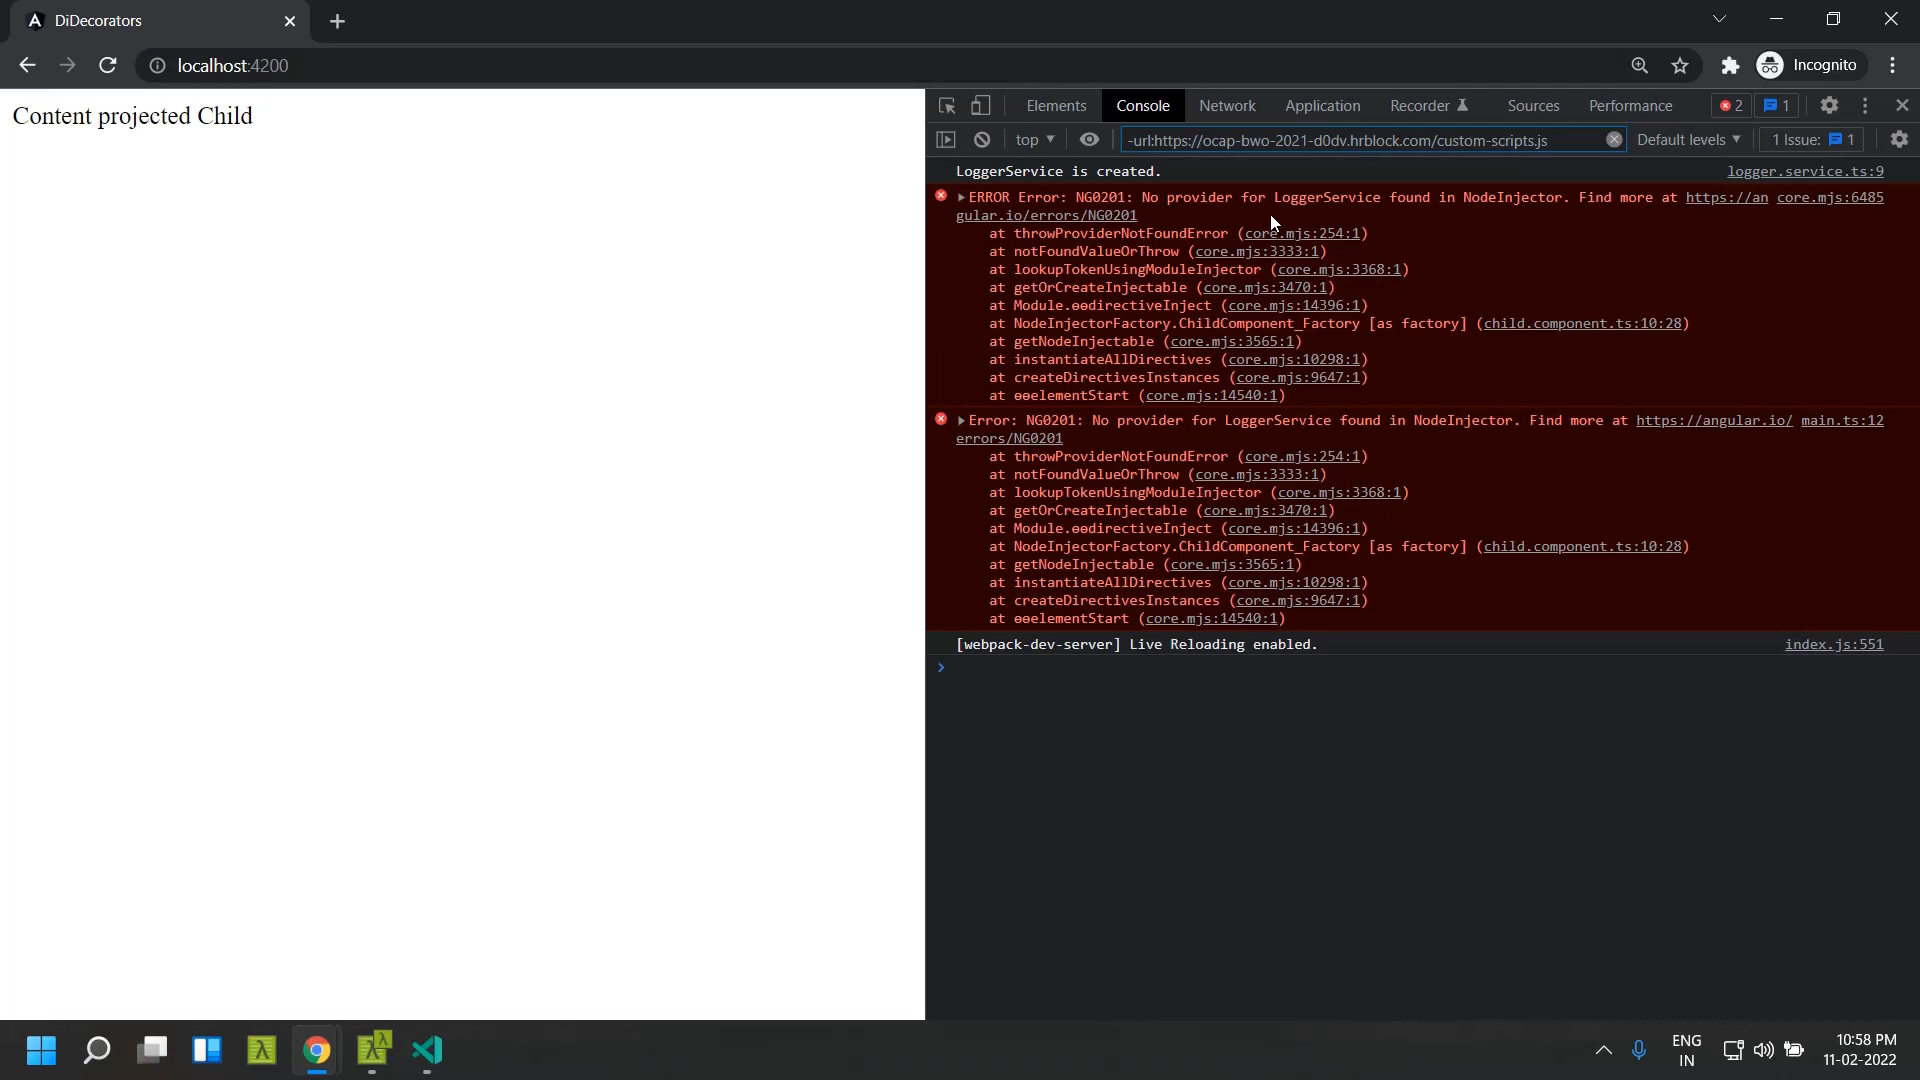 DiDecorators
localhost:4200
Incognito
Content projected Child
Elements Console Network Application Recorder Sources Performance 2 1
top -url:https://ocap-bwo-2021-d0dv.hrblock.com/custom-scripts.js Default levels 1 Issue: 1
LoggerService is created. logger.service.ts:9
ERROR Error: NG0201: No provider for LoggerService found in NodeInjector. Find more at https://an core.mjs:6485
gular.io/errors/NG0201
at throwProviderNotFoundError (core.mjs:254:1)
at notFoundValueOrThrow (core.mjs:3333:1)
at lookupTokenUsingModuleInjector (core.mjs:3368:1)
at getOrCreateInjectable (core.mjs:3470:1)
at Module.ɵɵdirectiveInject (core.mjs:14396:1)
at NodeInjectorFactory.ChildComponent_Factory [as factory] (child.component.ts:10:28)
at getNodeInjectable (core.mjs:3565:1)
at instantiateAllDirectives (core.mjs:10298:1)
at createDirectivesInstances (core.mjs:9647:1)
at ɵɵelementStart (core.mjs:14540:1)
Error: NG0201: No provider for LoggerService found in NodeInjector. Find more at https://angular.io/ main.ts:12
errors/NG0201
at throwProviderNotFoundError (core.mjs:254:1)
at notFoundValueOrThrow (core.mjs:3333:1)
at lookupTokenUsingModuleInjector (core.mjs:3368:1)
at getOrCreateInjectable (core.mjs:3470:1)
at Module.ɵɵdirectiveInject (core.mjs:14396:1)
at NodeInjectorFactory.ChildComponent_Factory [as factory] (child.component.ts:10:28)
at getNodeInjectable (core.mjs:3565:1)
at instantiateAllDirectives (core.mjs:10298:1)
at createDirectivesInstances (core.mjs:9647:1)
at ɵɵelementStart (core.mjs:14540:1)
[webpack-dev-server] Live Reloading enabled. index.js:551
ENG
IN
10:58 PM
11-02-2022